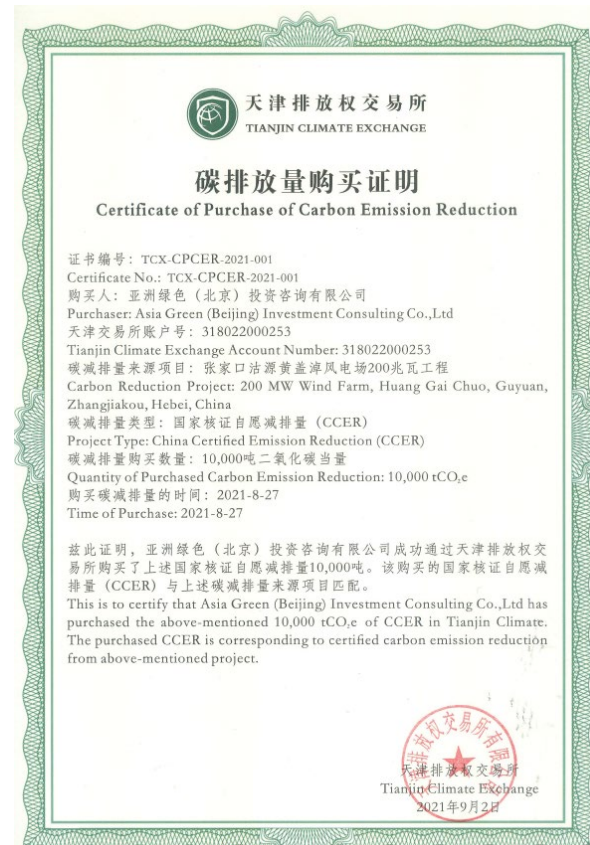 天津排放权交易所
TIANJIN CLIMATE EXCHANGE
碳排放量购买证明
Certificate of Purchase of Carbon Emission Reduction
证书编号：TCX-CPCER-2021-001
Certificate No.: TCX-CPCER-2021-001
购买人：亚洲绿色（北京）投资咨询有限公司
Purchaser: Asia Green (Beijing) Investment Consulting Co.,Ltd
天津交易所账户号：318022000253
Tianjin Climate Exchange Account Number: 318022000253
碳减排量来源项目：张家口沽源黄盖淖风电场200兆瓦工程
Carbon Reduction Project: 200 MW Wind Farm, Huang Gai Chuo, Guyuan,
Zhangjiakou, Hebei, China
碳减排量类型：国家核证自愿减排量（CCER）
Project Type: China Certified Emission Reduction (CCER)
碳减排量购买数量：10,000吨二氧化碳当量
Quantity of Purchased Carbon Emission Reduction: 10,000 tCO₂e
购买碳减排量的时间：2021-8-27
Time of Purchase: 2021-8-27
兹此证明，亚洲绿色（北京）投资咨询有限公司成功通过天津排放权交
易所购买了上述国家核证自愿减排量10,000吨。该购买的国家核证自愿减
排量（CCER）与上述碳减排量来源项目匹配。
This is to certify that Asia Green (Beijing) Investment Consulting Co.,Ltd has
purchased the above-mentioned 10,000 tCO₂e of CCER in Tianjin Climate.
The purchased CCER is corresponding to certified carbon emission reduction
from above-mentioned project.
天津排放权交易所
Tianjin Climate Exchange
2021年9月2日